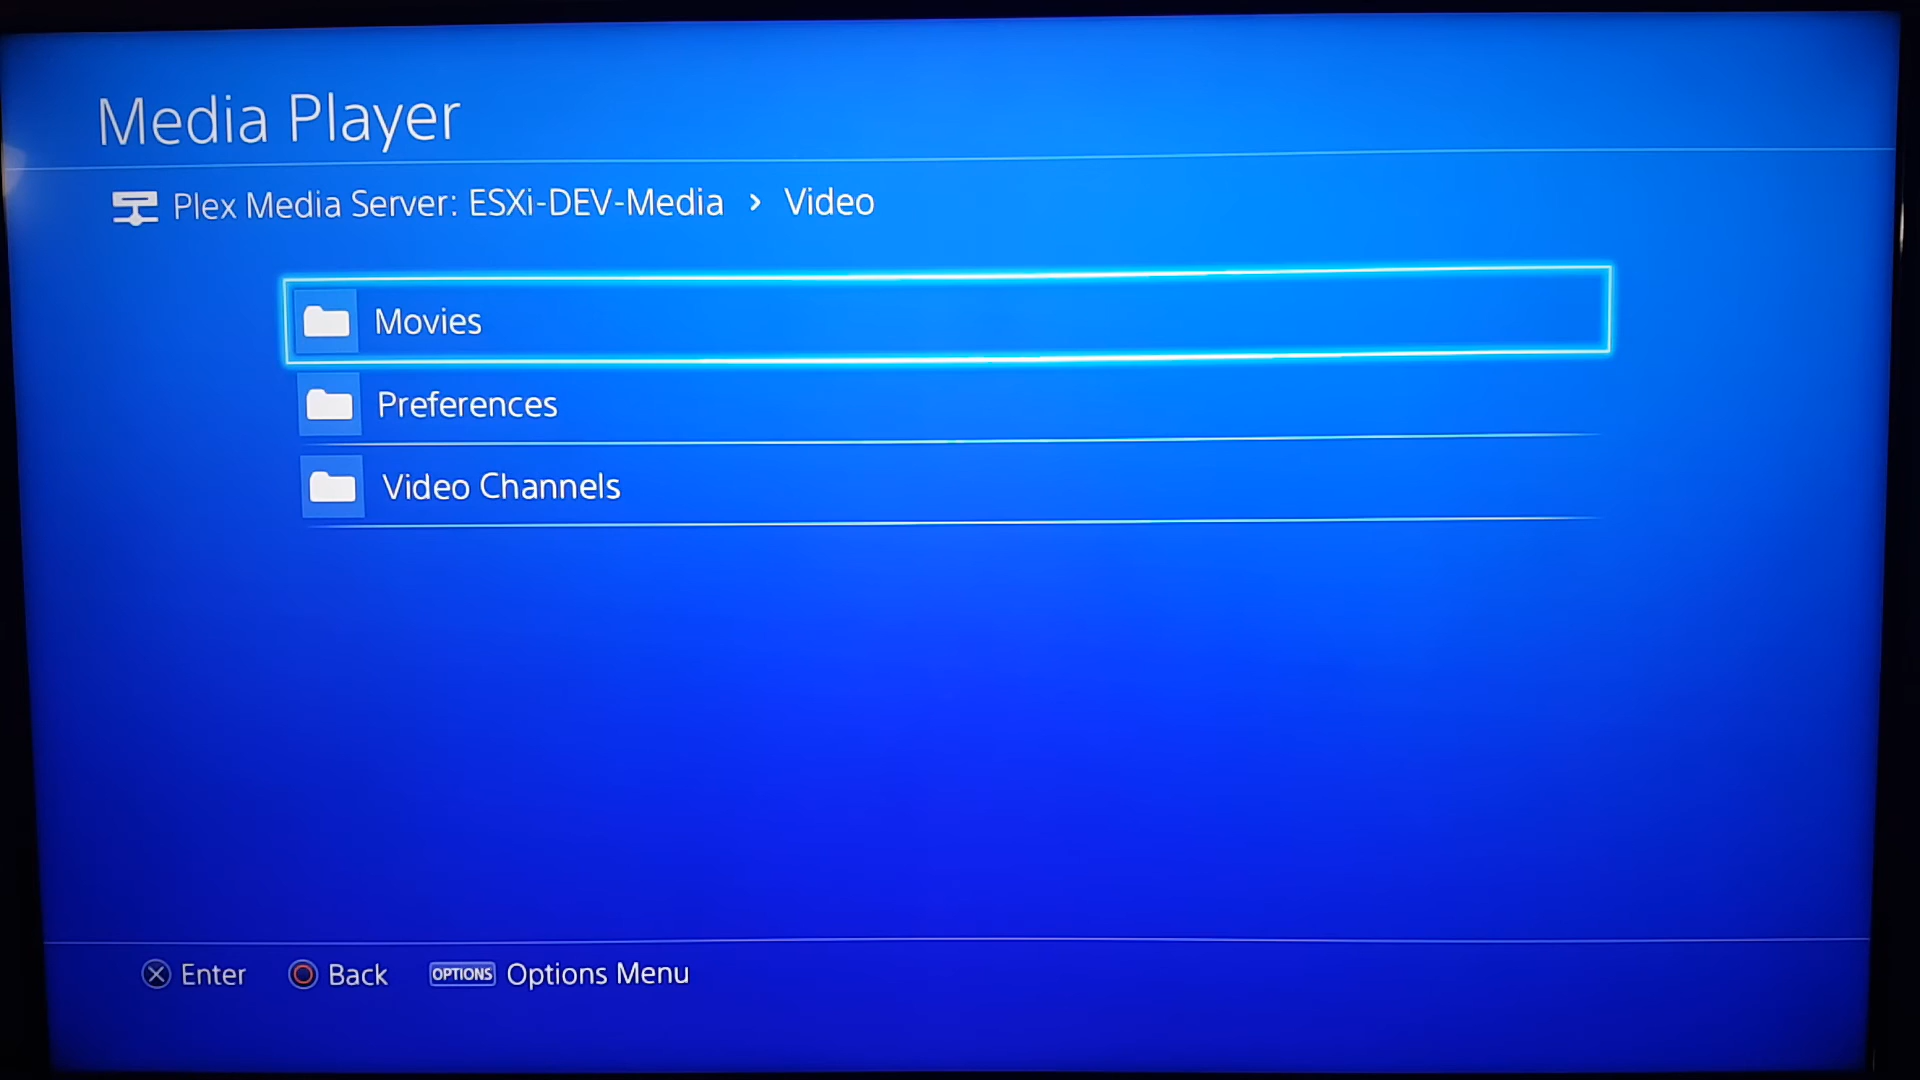 Media Player
Plex Media Server: ESXi-DEV-Media › Video
Movies
Preferences
Video Channels
Enter Back OPTIONS Options Menu